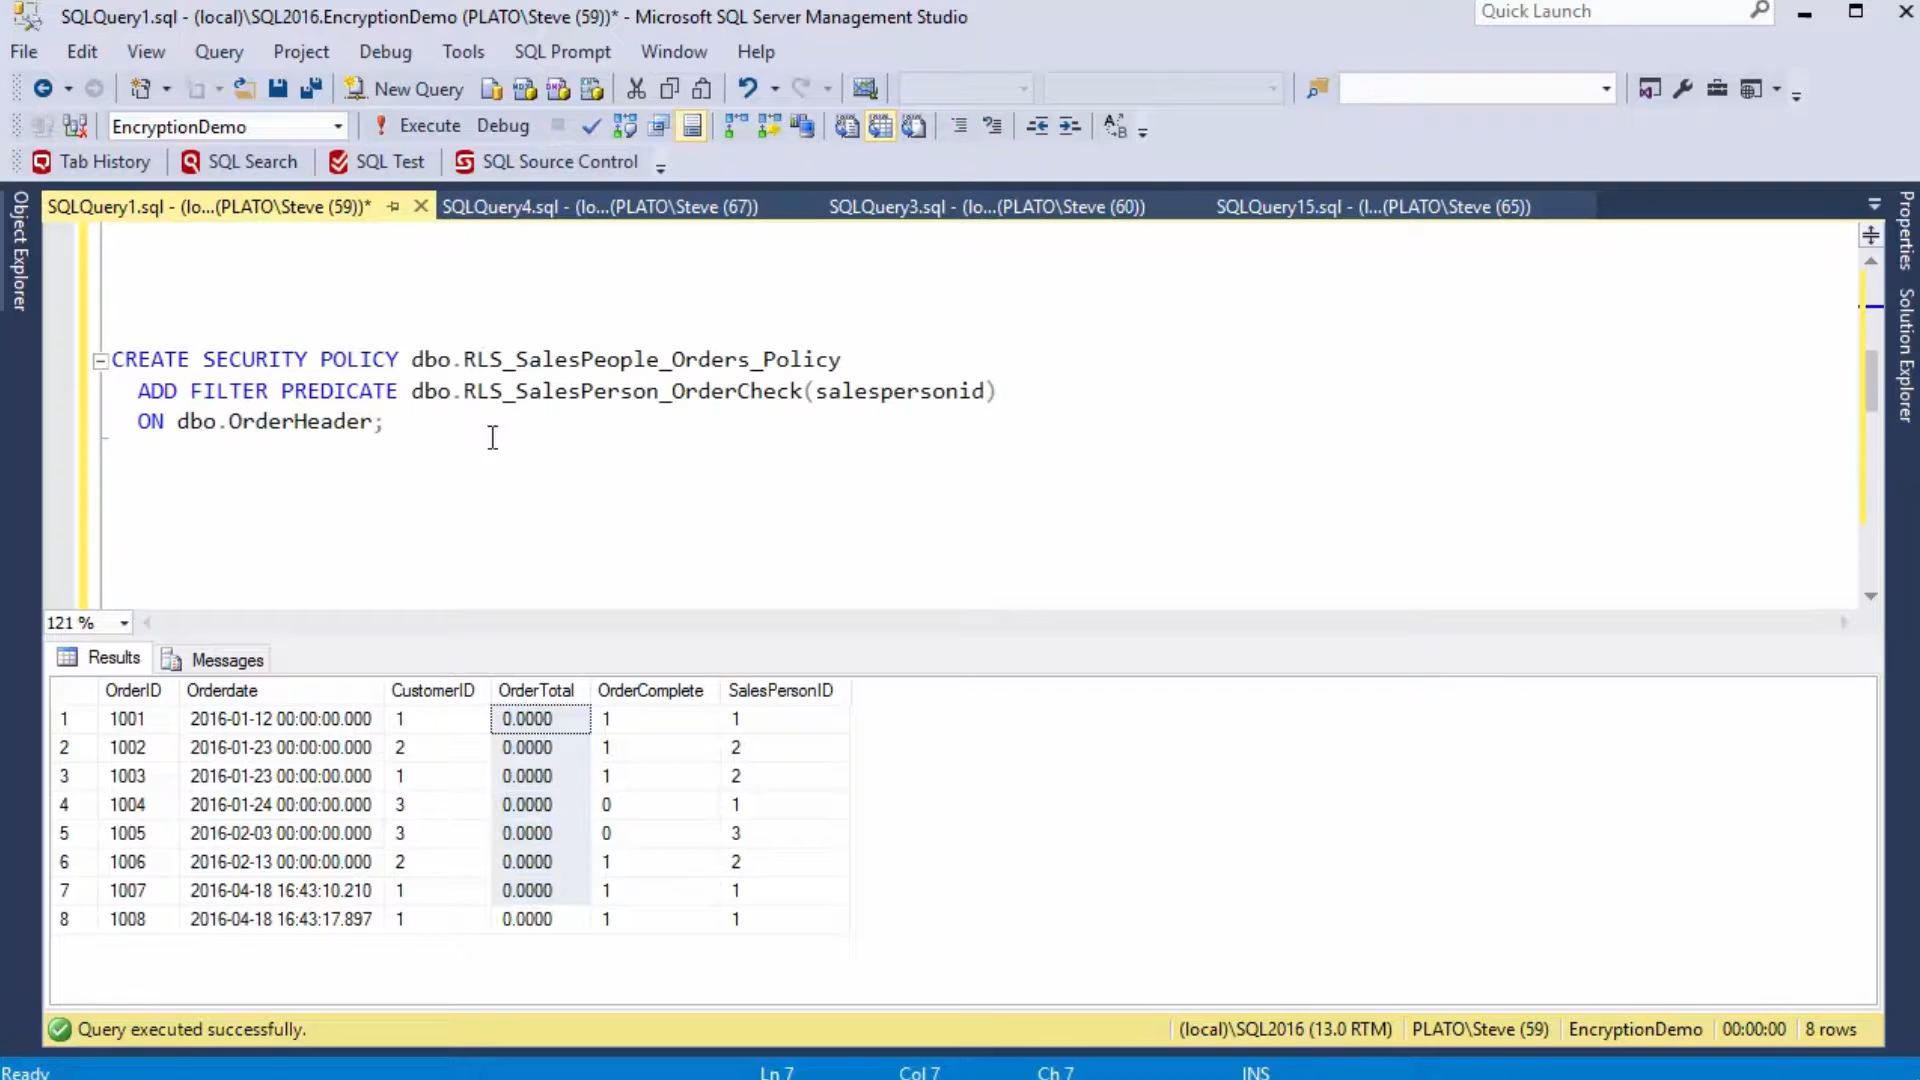 SQLQuery1.sql - (local)\SQL2016.EncryptionDemo (PLATO\Steve (59))* - Microsoft SQL Server Management Studio
Quick Launch
File Edit View Query Project Debug Tools SQL Prompt Window Help
New Query
EncryptionDemo Execute Debug
Tab History SQL Search SQL Test SQL Source Control
SQLQuery1.sql - (lo...(PLATO\Steve (59))* SQLQuery4.sql - (lo...(PLATO\Steve (67)) SQLQuery3.sql - (lo...(PLATO\Steve (60)) SQLQuery15.sql - (l...(PLATO\Steve (65))
Object Explorer
Properties
Solution Explorer
CREATE SECURITY POLICY dbo.RLS_SalesPeople_Orders_Policy
ADD FILTER PREDICATE dbo.RLS_SalesPerson_OrderCheck(salespersonid)
ON dbo.OrderHeader;
121 %
Results Messages
OrderID Orderdate CustomerID OrderTotal OrderComplete SalesPersonID
1 1001 2016-01-12 00:00:00.000 1 0.0000 1 1
2 1002 2016-01-23 00:00:00.000 2 0.0000 1 2
3 1003 2016-01-23 00:00:00.000 1 0.0000 1 2
4 1004 2016-01-24 00:00:00.000 3 0.0000 0 1
5 1005 2016-02-03 00:00:00.000 3 0.0000 0 3
6 1006 2016-02-13 00:00:00.000 2 0.0000 1 2
7 1007 2016-04-18 16:43:10.210 1 0.0000 1 1
8 1008 2016-04-18 16:43:17.897 1 0.0000 1 1
Query executed successfully. (local)\SQL2016 (13.0 RTM) PLATO\Steve (59) EncryptionDemo 00:00:00 8 rows
Ready Ln 7 Col 7 Ch 7 INS